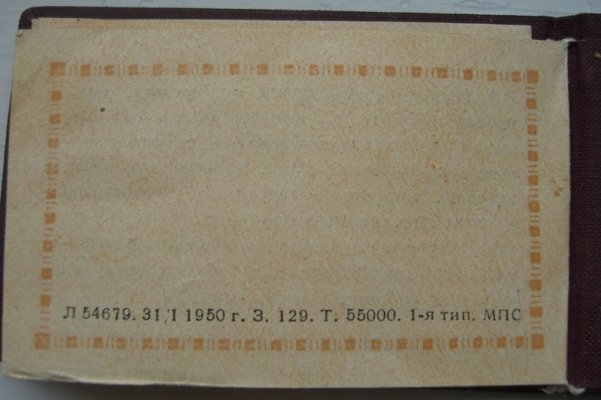 Л 54679. 31/I 1950 г. З. 129. Т. 55000. 1-я тип. МПС